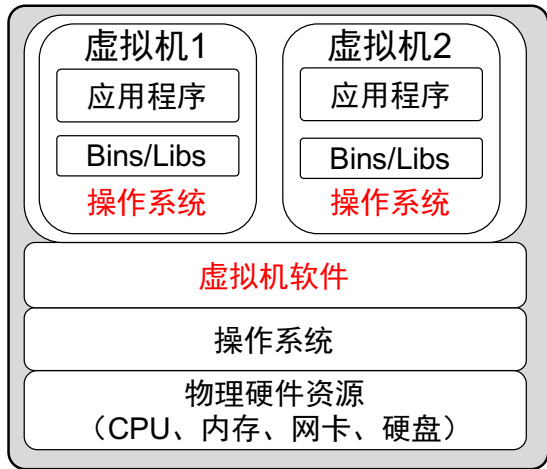 虚拟机1
应用程序
Bins/Libs
操作系统
虚拟机2
应用程序
Bins/Libs
操作系统
虚拟机软件
操作系统
物理硬件资源
（CPU、内存、网卡、硬盘）